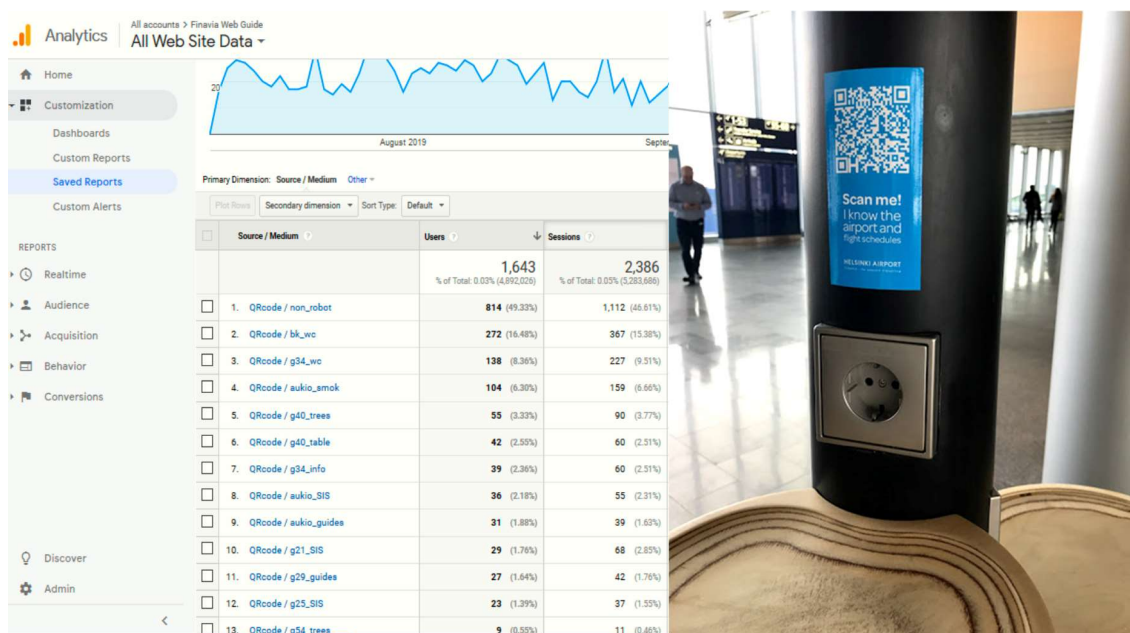 Analytics
All accounts > Finavia Web Guide
All Web Site Data
Home
Customization
Dashboards
Custom Reports
Saved Reports
Custom Alerts
REPORTS
Realtime
Audience
Acquisition
Behavior
Conversions
Discover
Admin
20
August 2019
Septe
Primary Dimension: Source / Medium Other
Plot Rows Secondary dimension Sort Type: Default
Source / Medium ? Users ? Sessions ?
1,643 2,386
% of Total: 0.03% (4,892,026) % of Total: 0.05% (5,283,686)
1. QRcode / non_robot 814 (49.33%) 1,112 (46.61%)
2. QRcode / bk_wc 272 (16.48%) 367 (15.38%)
3. QRcode / g34_wc 138 (8.36%) 227 (9.51%)
4. QRcode / aukio_smok 104 (6.30%) 159 (6.66%)
5. QRcode / g40_trees 55 (3.33%) 90 (3.77%)
6. QRcode / g40_table 42 (2.55%) 60 (2.51%)
7. QRcode / g34_info 39 (2.36%) 60 (2.51%)
8. QRcode / aukio_SIS 36 (2.18%) 55 (2.31%)
9. QRcode / aukio_guides 31 (1.88%) 39 (1.63%)
10. QRcode / g21_SIS 29 (1.76%) 68 (2.85%)
11. QRcode / g29_guides 27 (1.64%) 42 (1.76%)
12. QRcode / g25_SIS 23 (1.39%) 37 (1.55%)
13. QRcode / g54_trees 9 (0.55%) 11 (0.46%)
Scan me!
I know the
airport and
flight schedules
HELSINKI AIRPORT